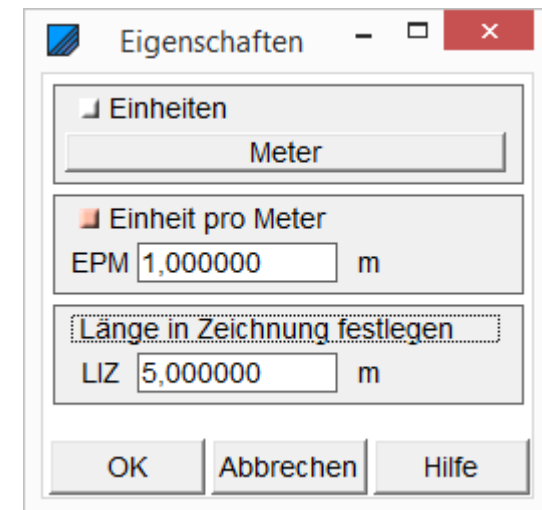 Eigenschaften
Einheiten
Meter
Einheit pro Meter
EPM 1,000000 m
Länge in Zeichnung festlegen
LIZ 5,000000 m
OK Abbrechen Hilfe